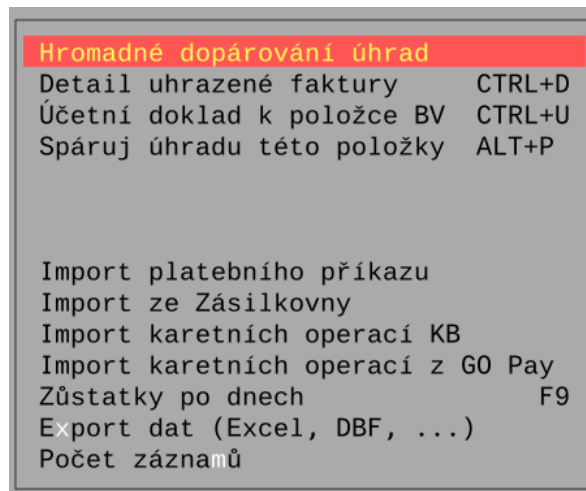 Hromadné dopárování úhrad
Detail uhrazené faktury CTRL+D
Účetní doklad k položce BV CTRL+U
Spáruj úhradu této položky ALT+P
Import platebního příkazu
Import ze Zásilkovny
Import karetních operací KB
Import karetních operací z GO Pay
Zůstatky po dnech F9
Export dat (Excel, DBF, ...)
Počet záznamů